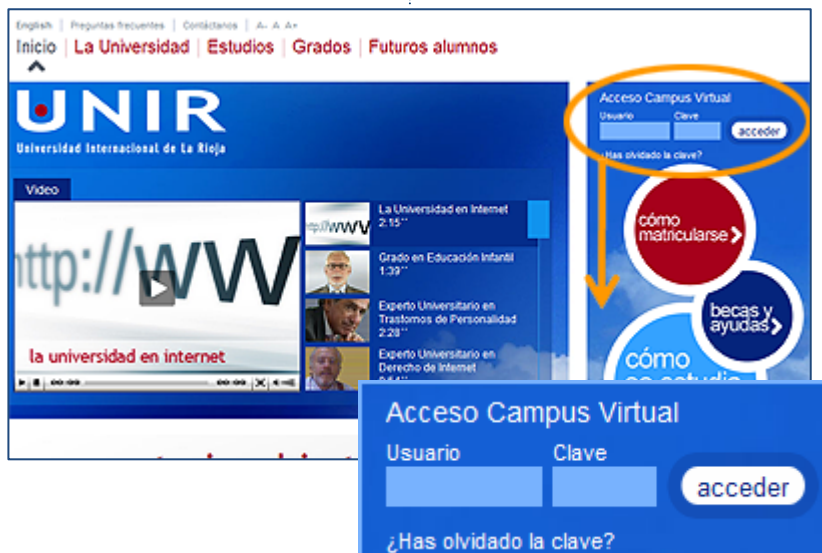 English | Preguntas frecuentes | Contáctanos | A- A A+
Inicio | La Universidad | Estudios | Grados | Futuros alumnos
UNIR
Universidad Internacional de La Rioja
Video
http://WW
la universidad en internet
La Universidad en Internet
2:15''
Grado en Educación Infantil
1:39''
Experto Universitario en
Trastornos de Personalidad
2:28''
Experto Universitario en
Derecho de Internet
Acceso Campus Virtual
Usuario Clave
acceder
¿Has olvidado la clave?
cómo
matricularse
becas y
ayudas
cómo
se estudia
Acceso Campus Virtual
Usuario Clave
acceder
¿Has olvidado la clave?